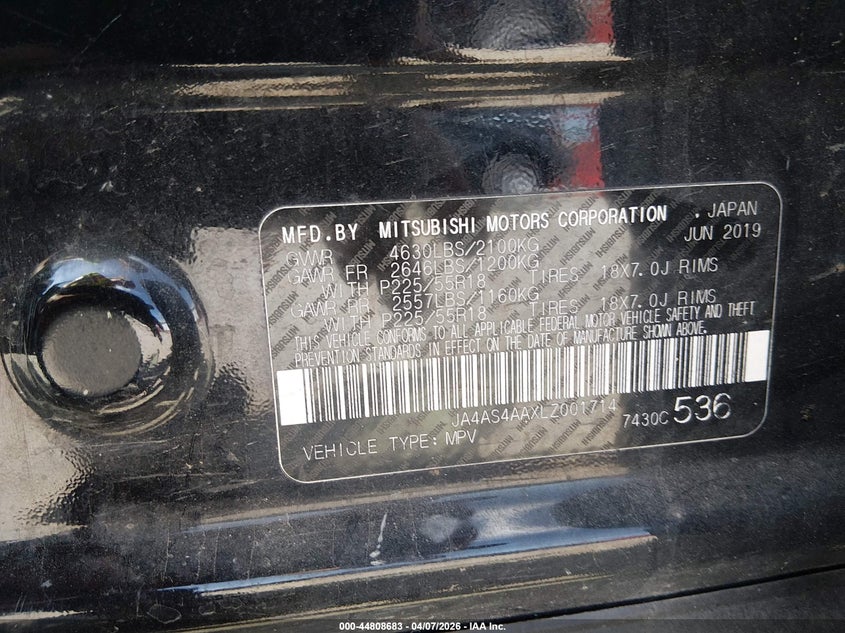 MFD.BY MITSUBISHI MOTORS CORPORATION . JAPAN
GVWR 4630LBS/2100KG JUN 2019
GAWR FR 2646LBS/1200KG
WITH P225/55R18 TIRES 18X7.0J RIMS
GAWR RR 2557LBS/1160KG
WITH P225/55R18 TIRES 18X7.0J RIMS
THIS VEHICLE CONFORMS TO ALL APPLICABLE FEDERAL MOTOR VEHICLE SAFETY AND THEFT
PREVENTION STANDARDS IN EFFECT ON THE DATE OF MANUFACTURE SHOWN ABOVE.
JA4AS4AAXLZ001714
VEHICLE TYPE: MPV 7430C 536
000-44808683 04/07/2026 - IAA Inc.